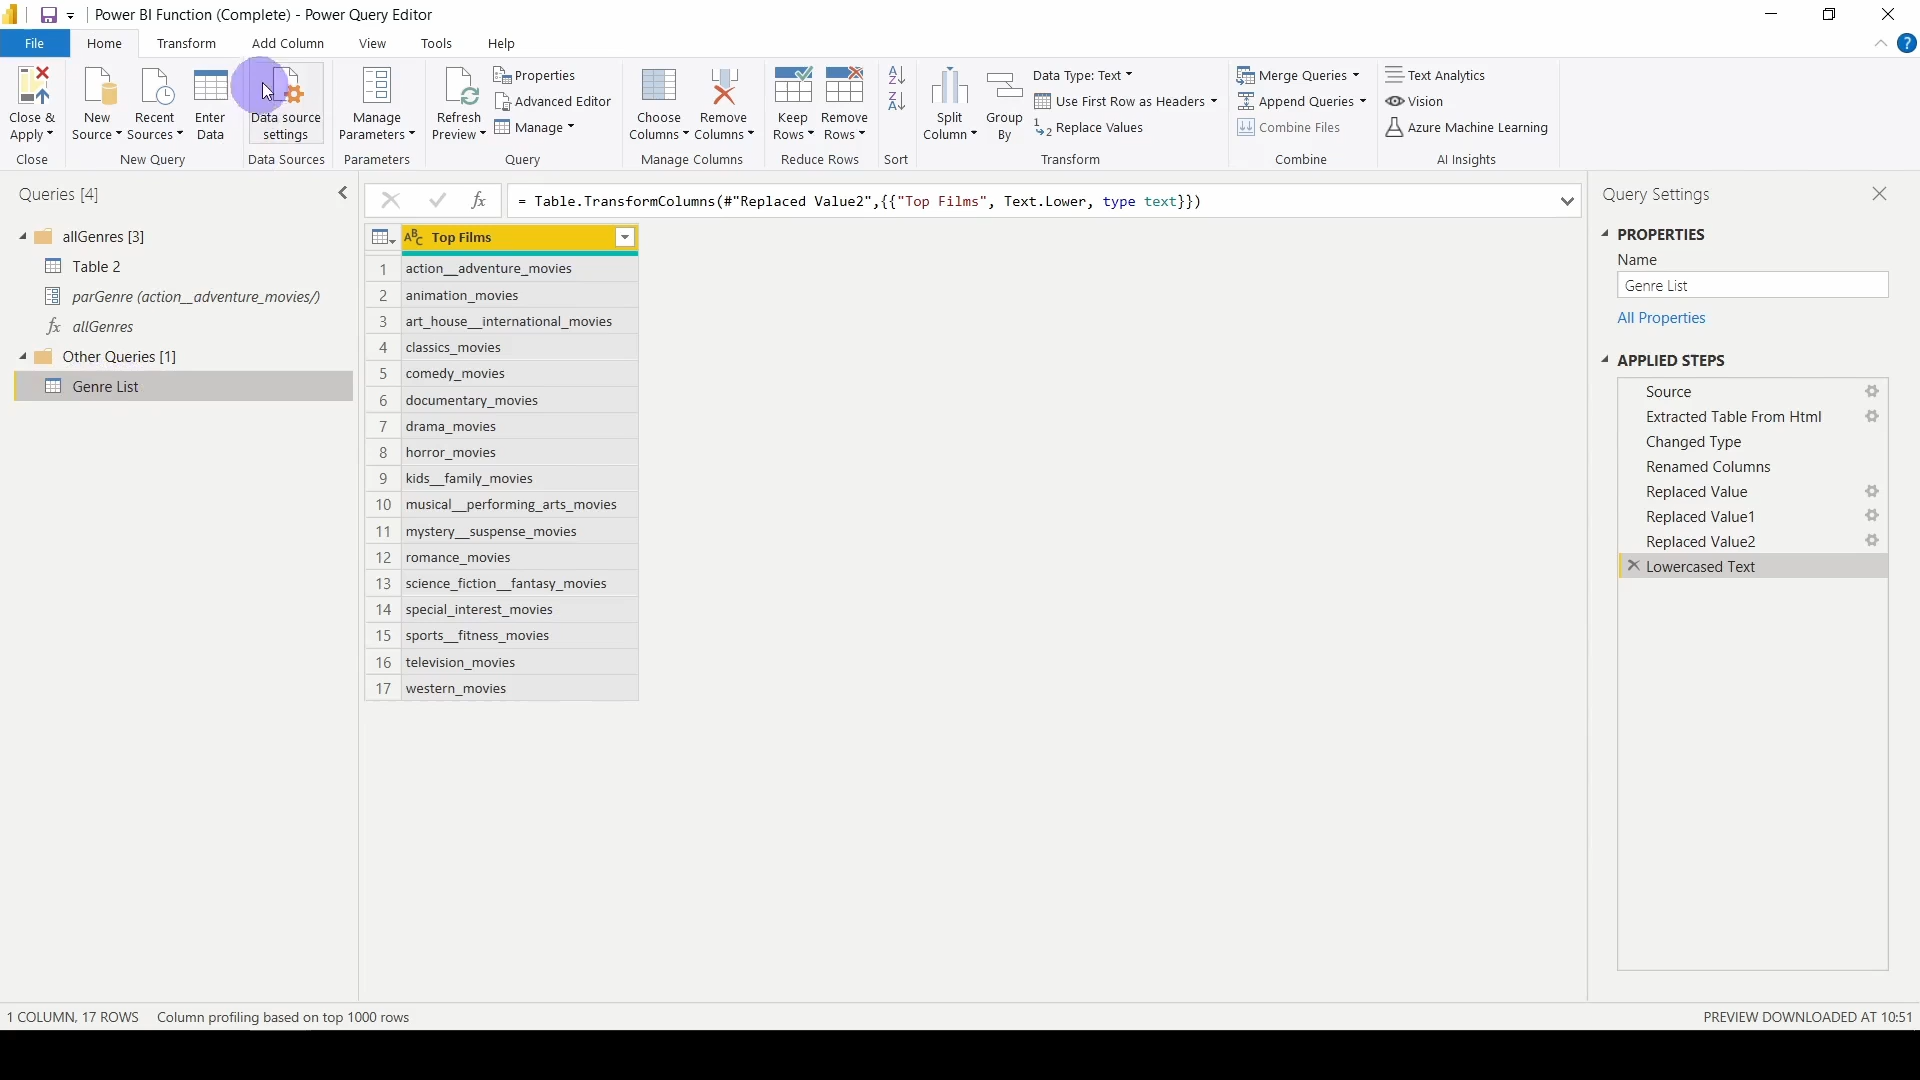 Power BI Function (Complete) - Power Query Editor
File
Home
Transform
Add Column
View
Tools
Help
Close &
Apply
Close
New
Source
Recent
Sources
Enter
Data
New Query
Data source
settings
Data Sources
Manage
Parameters
Parameters
Refresh
Preview
Properties
Advanced Editor
Manage
Query
Choose
Columns
Remove
Columns
Manage Columns
Keep
Rows
Remove
Rows
Reduce Rows
Sort
Split
Column
Group
By
Data Type: Text
Use First Row as Headers
Replace Values
Transform
Merge Queries
Append Queries
Combine Files
Combine
Text Analytics
Vision
Azure Machine Learning
AI Insights
Queries [4]
allGenres [3]
Table 2
parGenre (action__adventure_movies/)
allGenres
Other Queries [1]
Genre List
= Table.TransformColumns(#"Replaced Value2",{{"Top Films", Text.Lower, type text}})
Top Films
1 action__adventure_movies
2 animation_movies
3 art_house__international_movies
4 classics_movies
5 comedy_movies
6 documentary_movies
7 drama_movies
8 horror_movies
9 kids__family_movies
10 musical__performing_arts_movies
11 mystery__suspense_movies
12 romance_movies
13 science_fiction__fantasy_movies
14 special_interest_movies
15 sports__fitness_movies
16 television_movies
17 western_movies
Query Settings
PROPERTIES
Name
Genre List
All Properties
APPLIED STEPS
Source
Extracted Table From Html
Changed Type
Renamed Columns
Replaced Value
Replaced Value1
Replaced Value2
Lowercased Text
1 COLUMN, 17 ROWS Column profiling based on top 1000 rows
PREVIEW DOWNLOADED AT 10:51